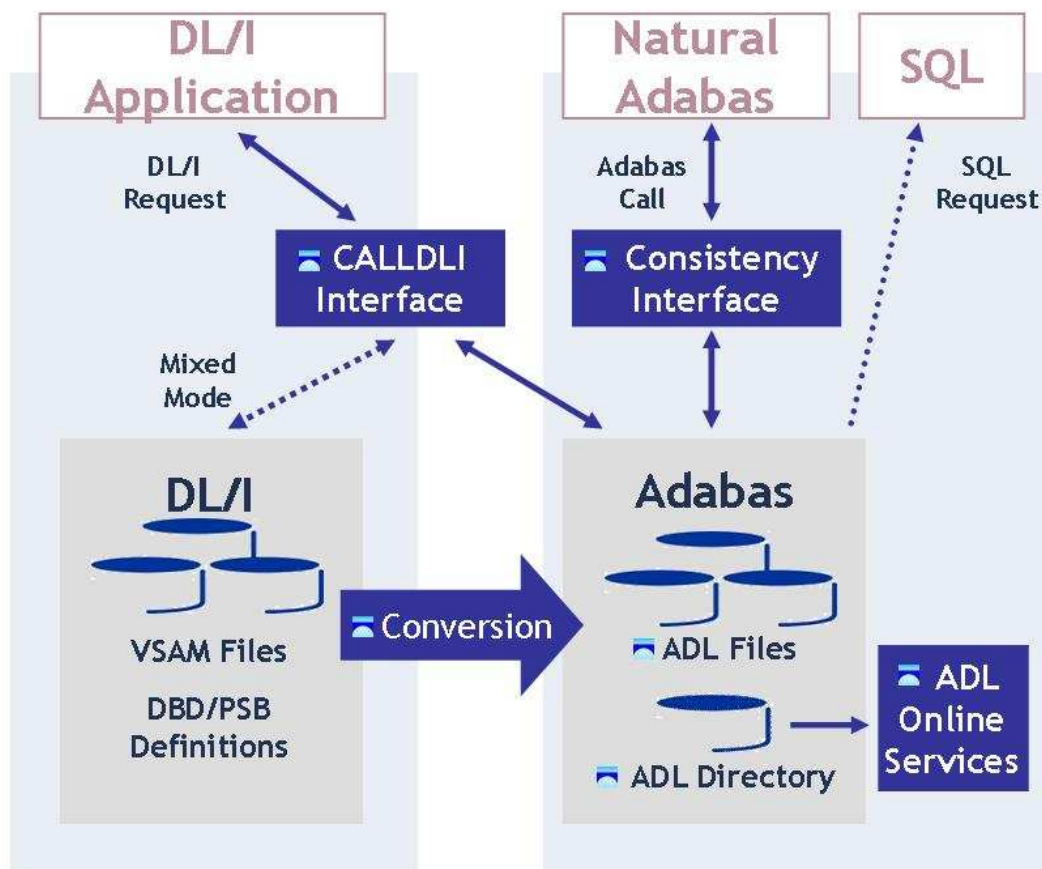 DL/I
Application
Natural
Adabas
SQL
DL/I
Request
Adabas
Call
SQL
Request
CALLDLI
Interface
Consistency
Interface
Mixed
Mode
DL/I
VSAM Files
DBD/PSB
Definitions
Conversion
Adabas
ADL Files
ADL Directory
ADL
Online
Services